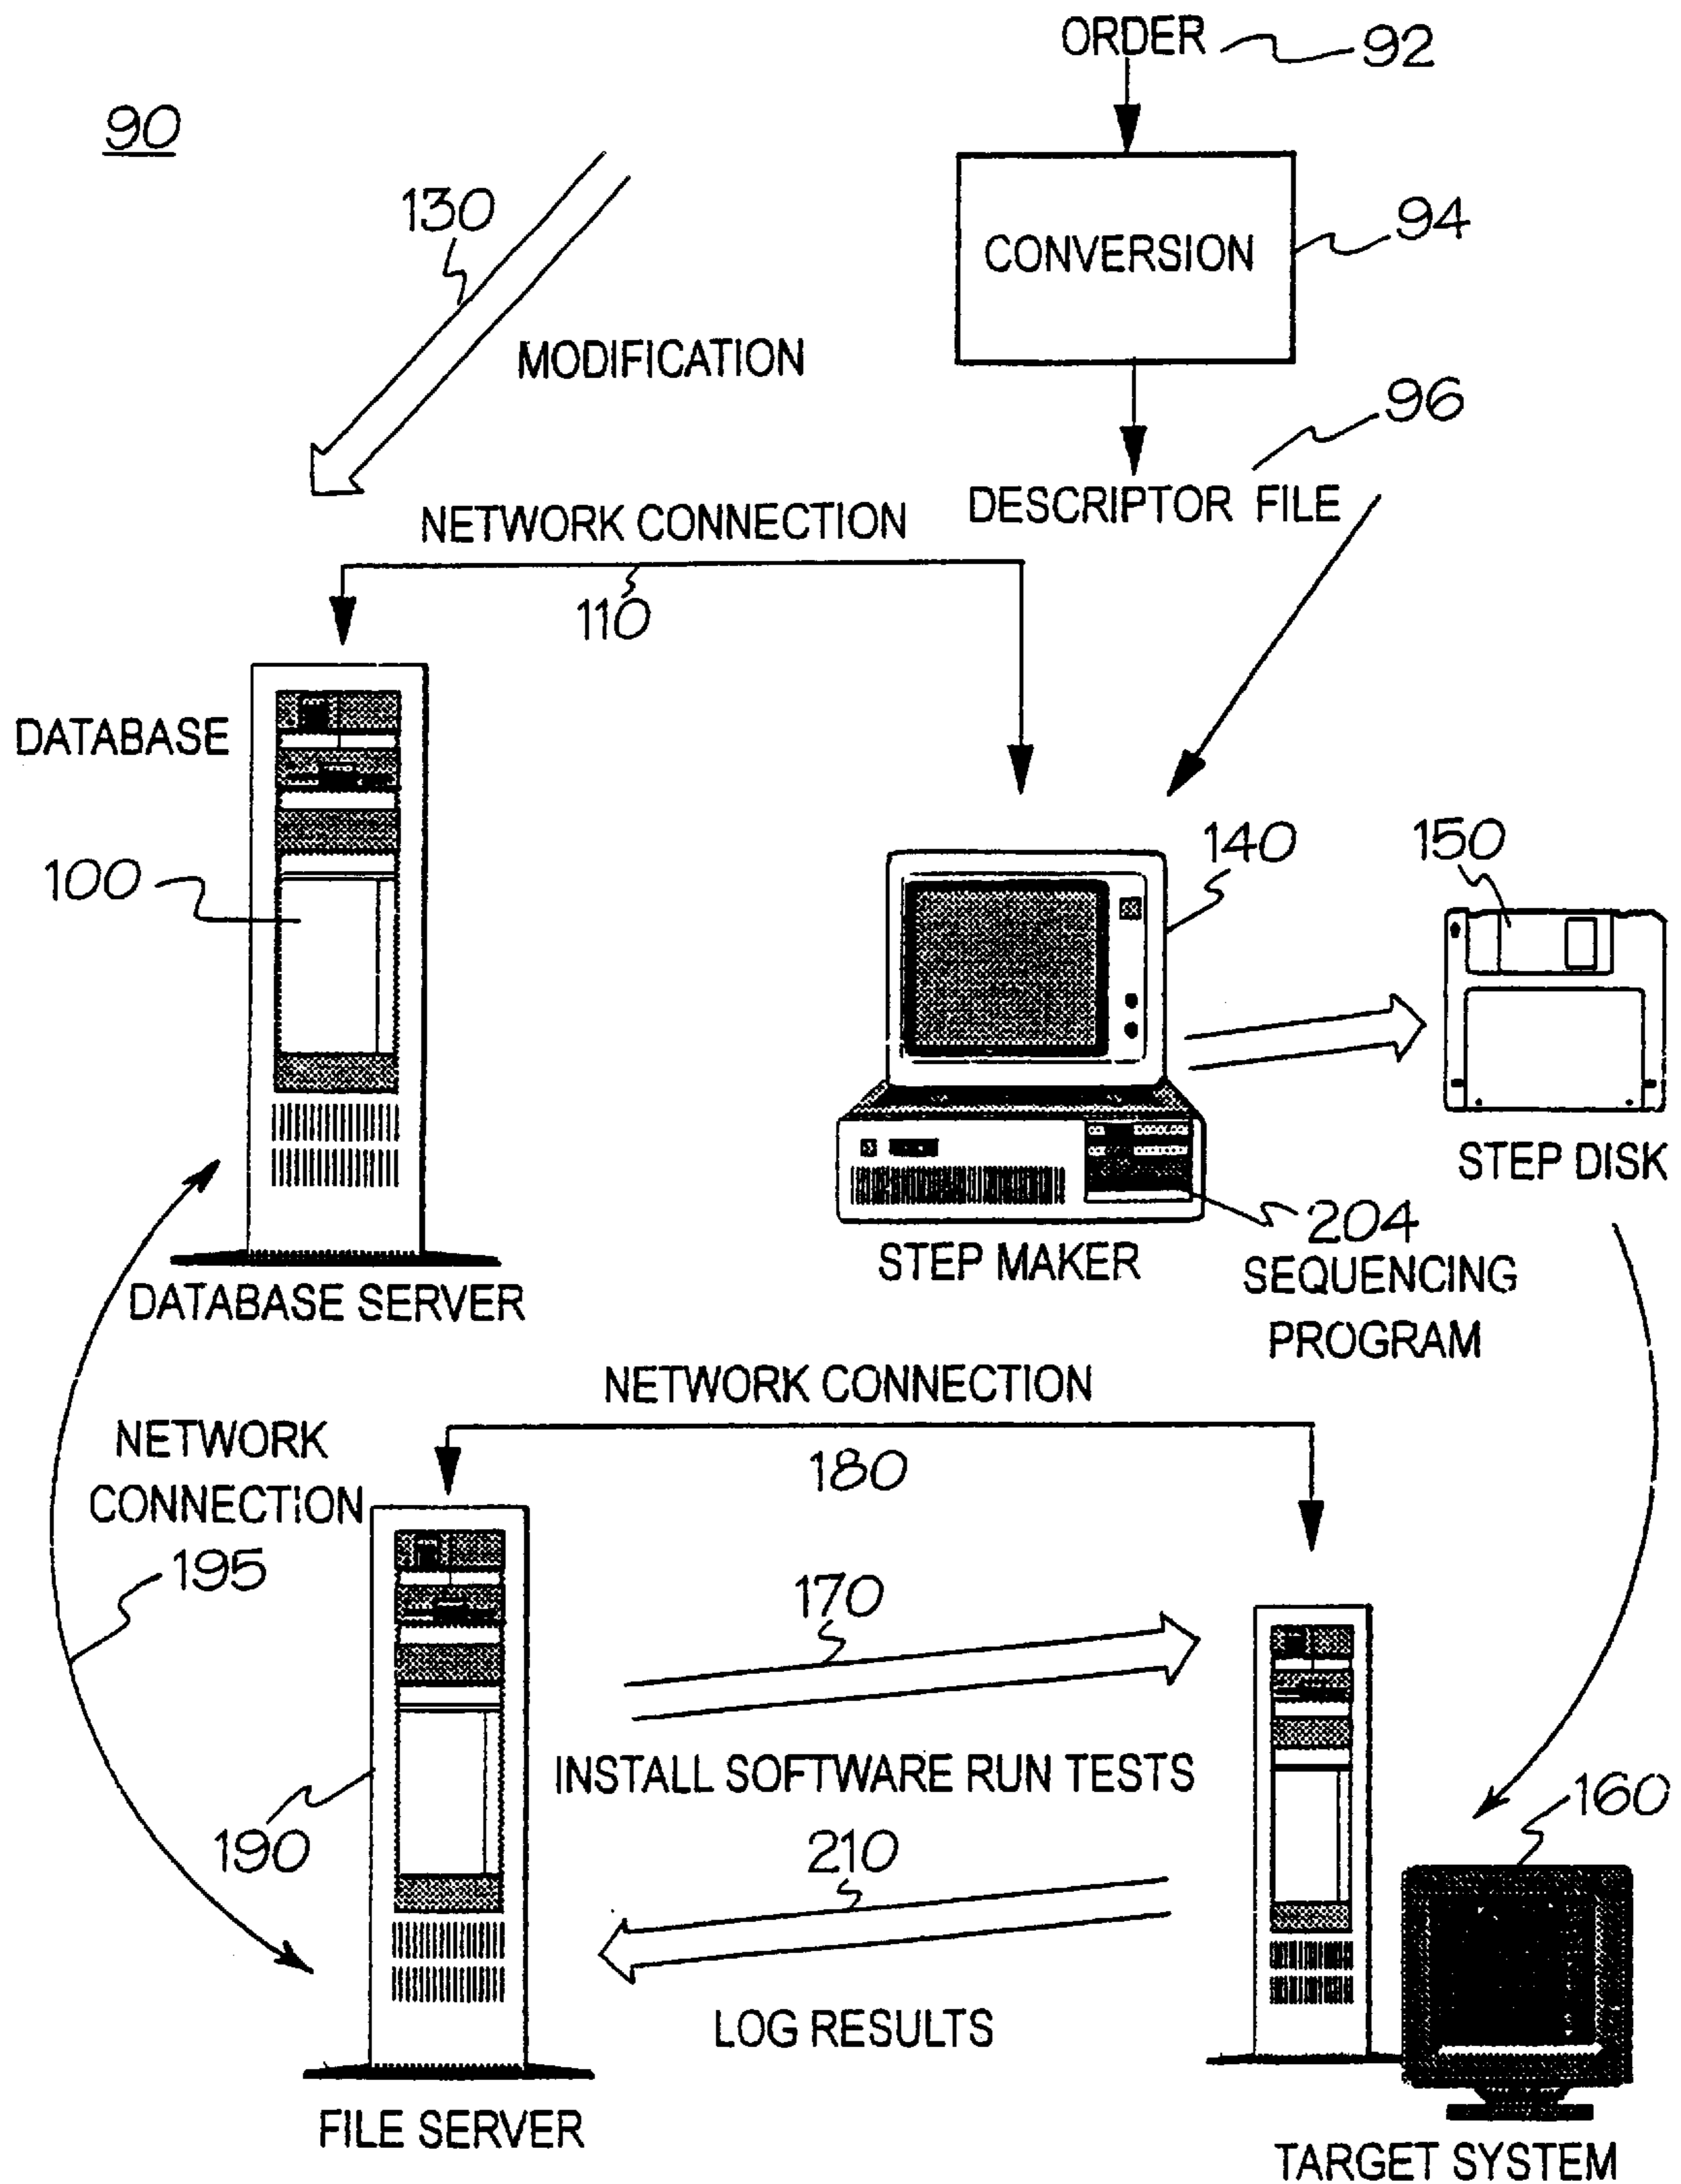 ORDER 92
90
130
CONVERSION 94
MODIFICATION
96
DESCRIPTOR FILE
NETWORK CONNECTION
110
DATABASE
100
140
150
STEP DISK
204
STEP MAKER
SEQUENCING
PROGRAM
DATABASE SERVER
NETWORK CONNECTION
180
NETWORK
CONNECTION
195
170
INSTALL SOFTWARE RUN TESTS
160
190
210
LOG RESULTS
FILE SERVER
TARGET SYSTEM